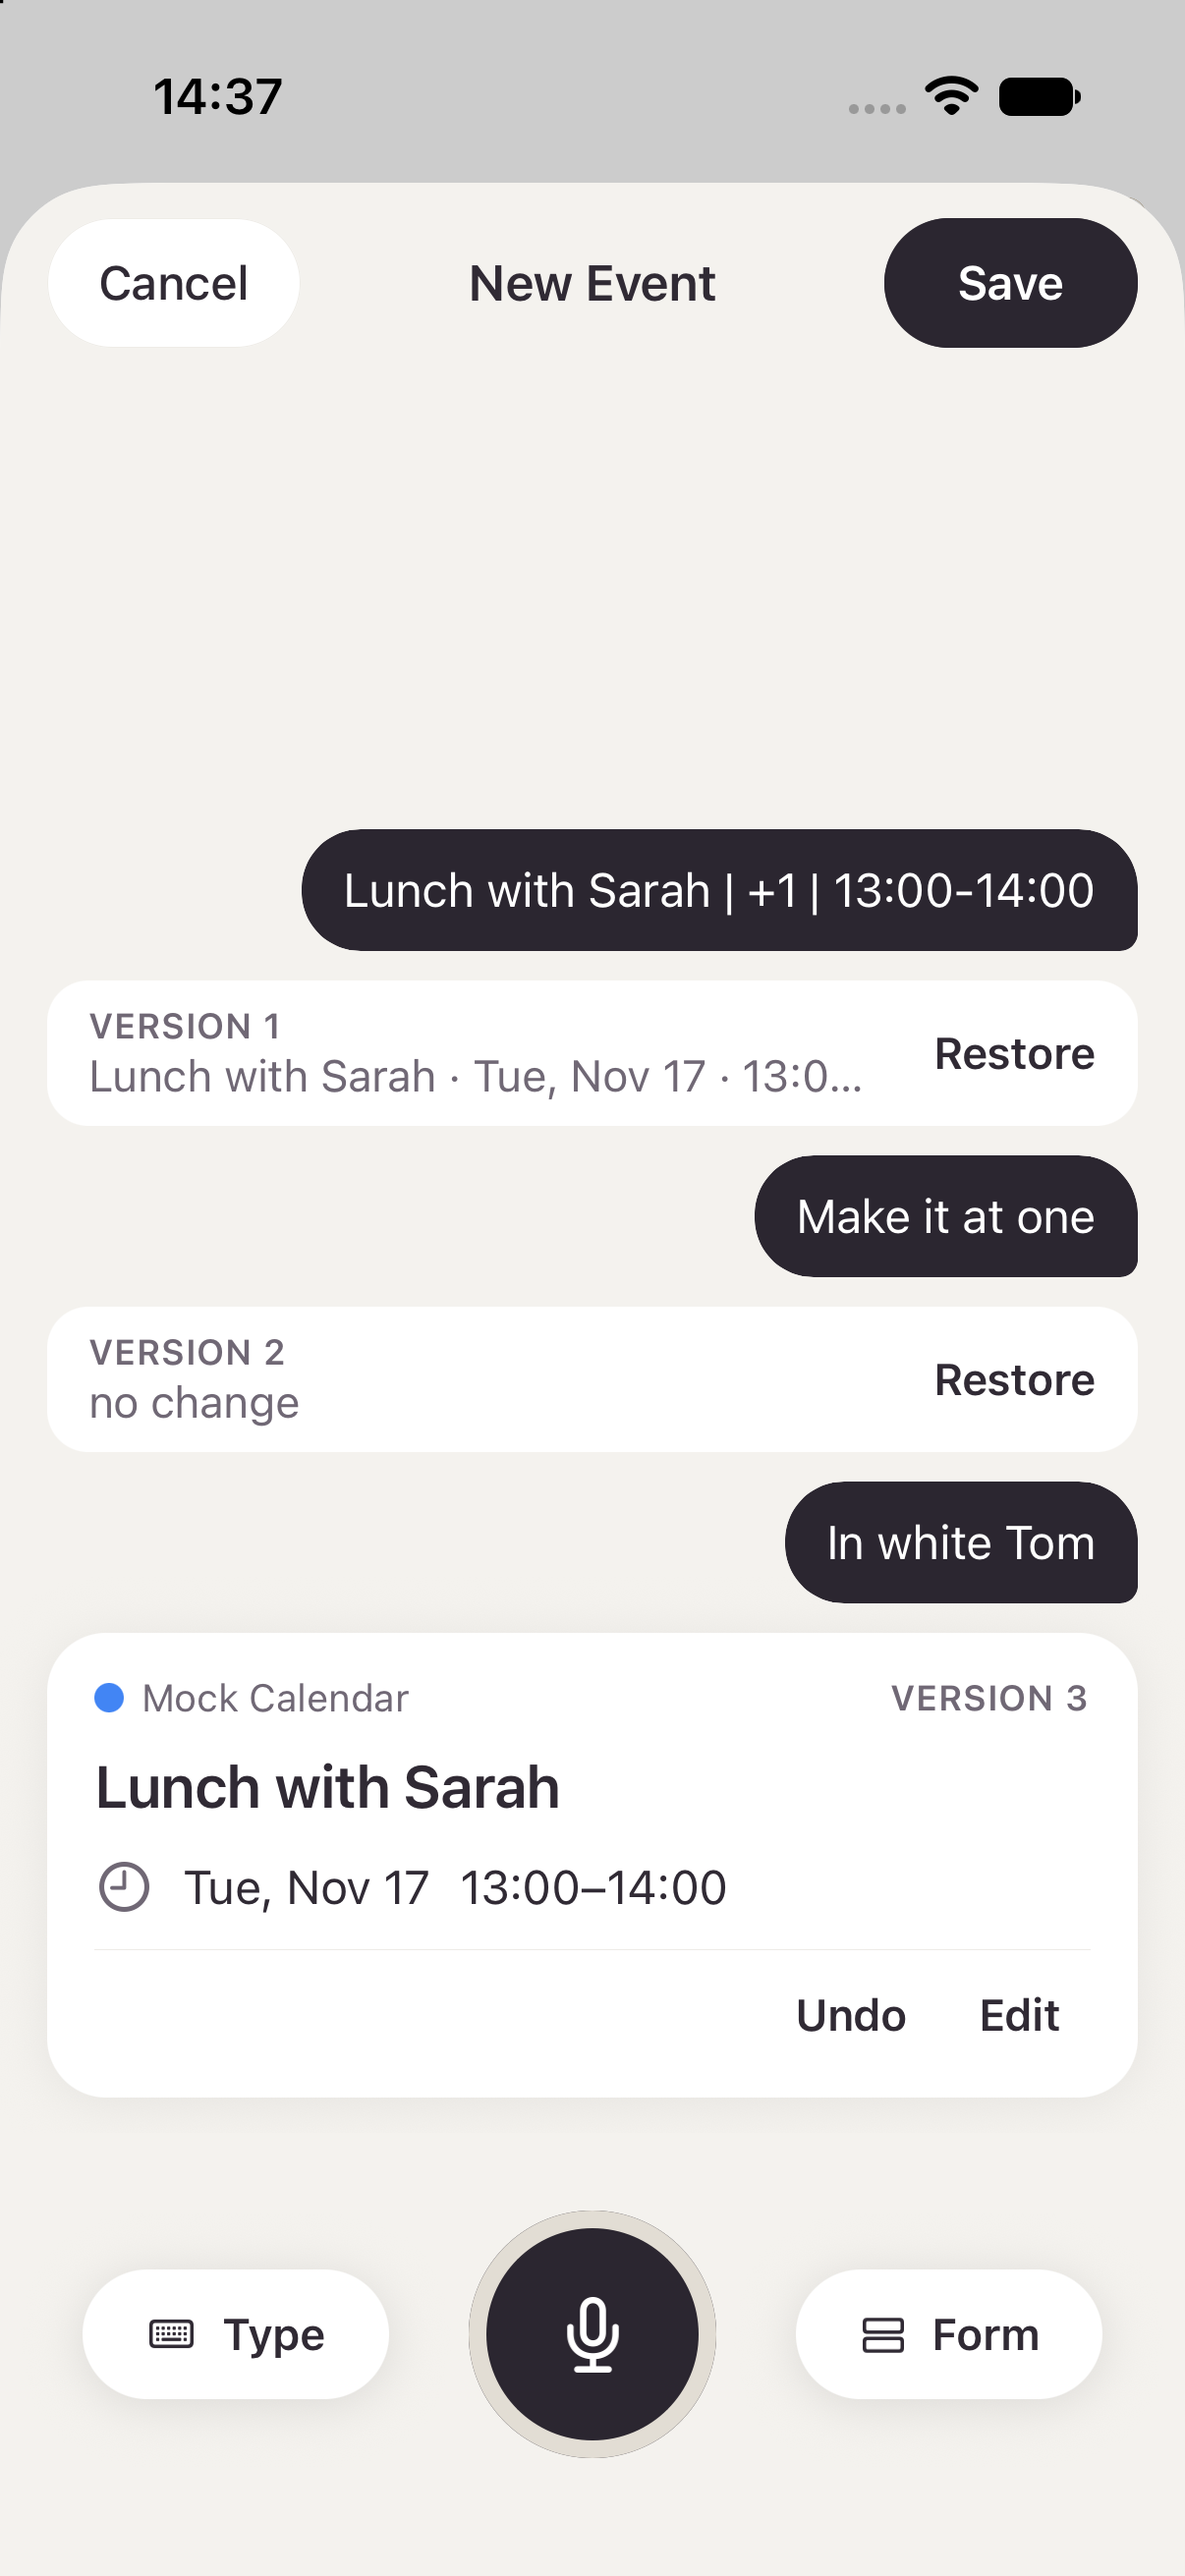 14:37
Cancel
New Event
Save
Lunch with Sarah | +1 | 13:00-14:00
VERSION 1
Lunch with Sarah · Tue, Nov 17 · 13:0...
Restore
Make it at one
VERSION 2
no change
Restore
In white Tom
Mock Calendar
VERSION 3
Lunch with Sarah
Tue, Nov 17 13:00–14:00
Undo
Edit
Type
Form